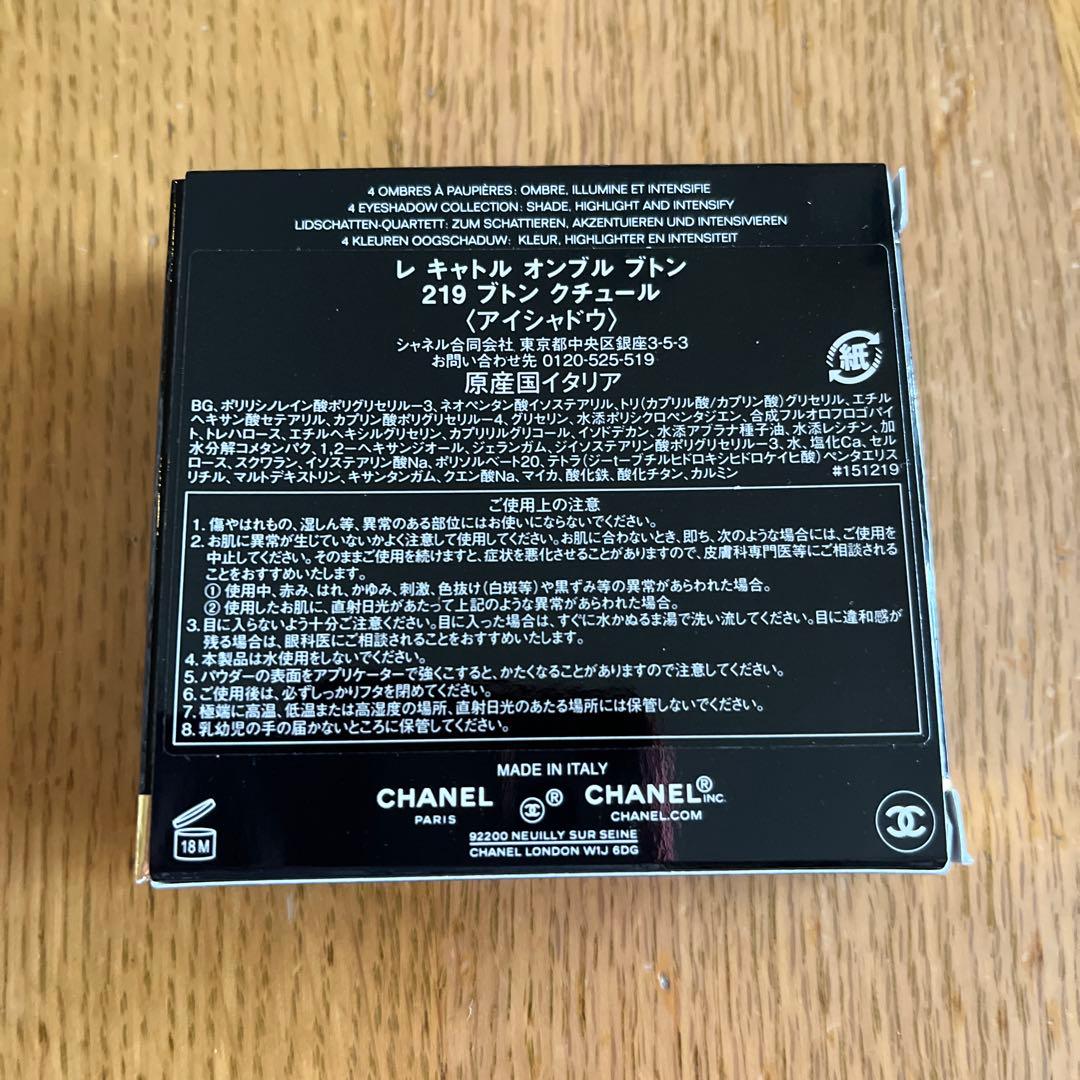 4 OMBRES À PAUPIÈRES: OMBRE, ILLUMINE ET INTENSIFIE
4 EYESHADOW COLLECTION: SHADE, HIGHLIGHT AND INTENSIFY
LIDSCHATTEN-QUARTETT: ZUM SCHATTIEREN, AKZENTUIEREN UND INTENSIVIEREN
4 KLEUREN OOGSCHADUW: KLEUR, HIGHLIGHTER EN INTENSITEIT
レ キャトル オンブル ブトン
219 ブトン クチュール
〈アイシャドウ〉
シャネル合同会社 東京都中央区銀座3-5-3
お問い合わせ先 0120-525-519
原産国イタリア
紙
BG、ポリリシノレイン酸ポリグリセリル-3、ネオペンタン酸イソステアリル、トリ(カプリル酸/カプリン酸)グリセリル、エチル
ヘキサン酸セテアリル、カプリン酸ポリグリセリル-4、グリセリン、水添ポリシクロペンタジエン、合成フルオロフロゴパイ
ト、トレハロース、エチルヘキシルグリセリン、カプリリルグリコール、イソドデカン、水添アブラナ種子油、水添レシチン、加
水分解コメタンパク、1,2-ヘキサンジオール、ジェランガム、ジイソステアリン酸ポリグリセリル-3、水、塩化Ca、セル
ロース、スクワラン、イソステアリン酸Na、ポリソルベート20、テトラ(ジ-t-ブチルヒドロキシヒドロケイヒ酸)ペンタエリス
リチル、マルトデキストリン、キサンタンガム、クエン酸Na、マイカ、酸化鉄、酸化チタン、カルミン #151219
ご使用上の注意
1. 傷やはれもの、湿しん等、異常のある部位にはお使いにならないでください。
2. お肌に異常が生じていないかよく注意して使用してください。お肌に合わないとき、即ち、次のような場合には、ご使用を
中止してください。そのままご使用を続けますと、症状を悪化させることがありますので、皮膚科専門医等にご相談される
ことをおすすめいたします。
① 使用中、赤み、はれ、かゆみ、刺激、色抜け(白斑等)や黒ずみ等の異常があらわれた場合。
② 使用したお肌に、直射日光があたって上記のような異常があらわれた場合。
3. 目に入らないよう十分ご注意ください。目に入った場合は、すぐに水かぬるま湯で洗い流してください。目に違和感が
残る場合は、眼科医にご相談されることをおすすめいたします。
4. 本製品は水使用をしないでください。
5. パウダーの表面をアプリケーターで強くこすると、かたくなることがありますので注意してください。
6. ご使用後は、必ずしっかりフタを閉めてください。
7. 極端に高温、低温または高湿度の場所、直射日光のあたる場所には保管しないでください。
8. 乳幼児の手の届かないところに保管してください。
MADE IN ITALY
CHANEL ® CHANEL® INC.
PARIS CHANEL.COM
92200 NEUILLY SUR SEINE
CHANEL LONDON W1J 6DG
18M